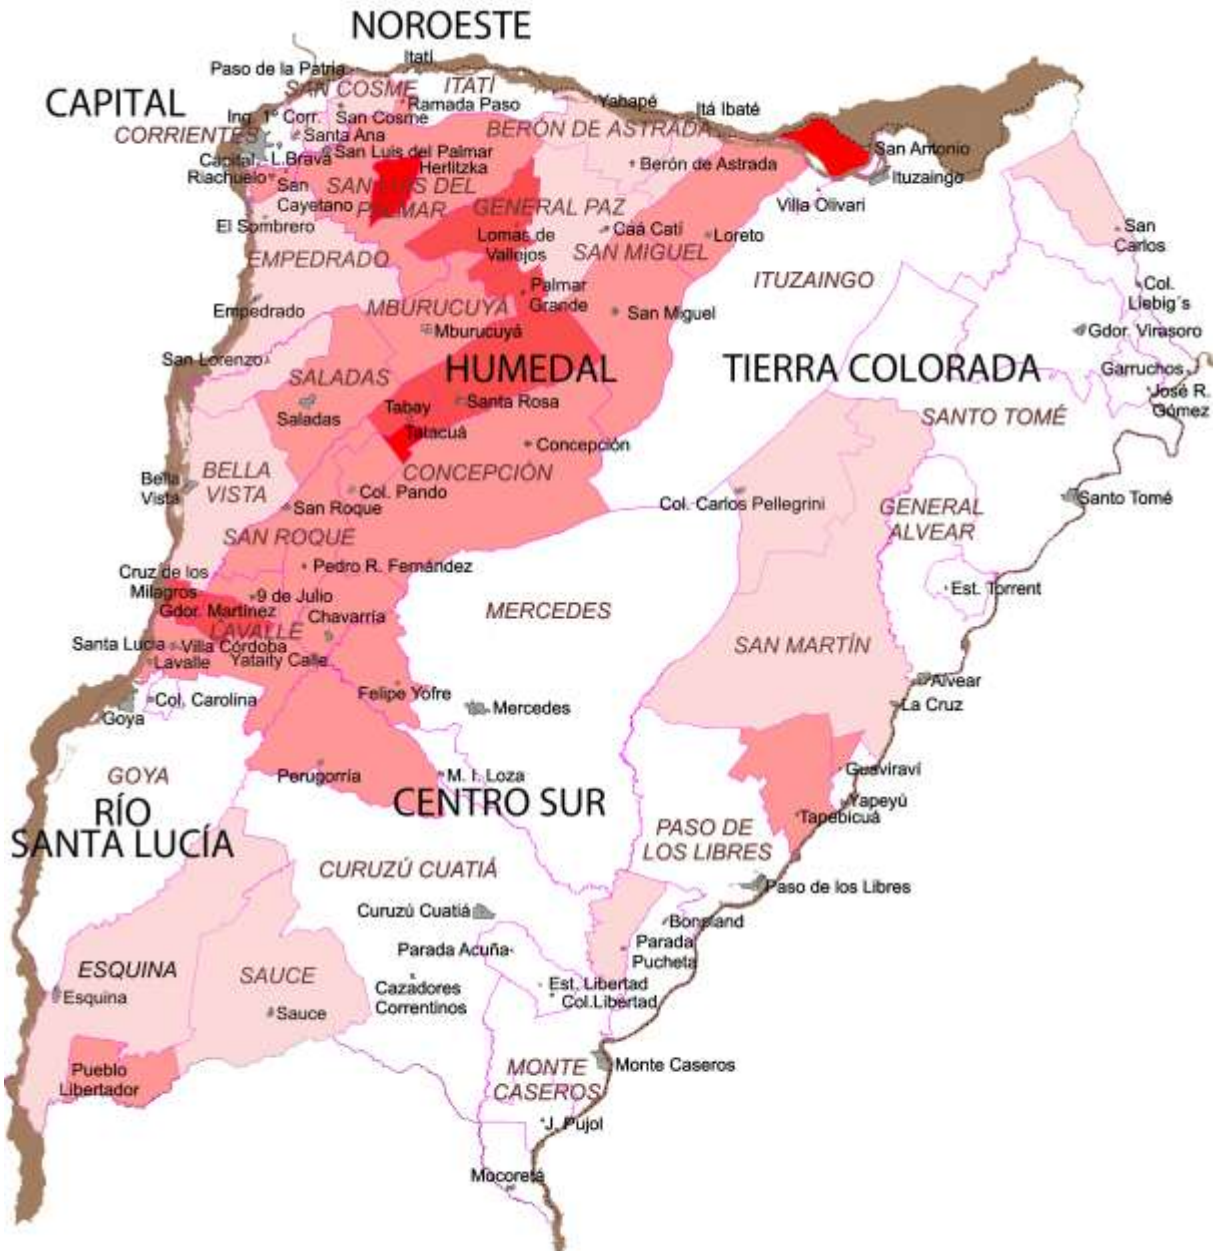 NOROESTE
Itatí
Paso de la Patria
SAN COSME
ITATÍ
CAPITAL
Ramada Paso
Yahapé
Itá Ibaté
Ing. 1° Corr.
San Cosme
CORRIENTES
Santa Ana
BERÓN DE ASTRADA
San Antonio
Capital
L.Brava
San Luis del Palmar
Herlitzka
Berón de Astrada
Riachuelo
San
Cayetano
SAN LUIS DEL
PALMAR
Ituzaingo
Villa Olivari
GENERAL PAZ
El Sombrero
Lomas de
Vallejos
Caá Catí
Loreto
San
Carlos
SAN MIGUEL
EMPEDRADO
ITUZAINGO
Palmar
Grande
Col.
Liebig´s
Empedrado
MBURUCUYÁ
San Miguel
Mburucuyá
Gdor. Virasoro
San Lorenzo
SALADAS
HUMEDAL
TIERRA COLORADA
Garruchos
José R.
Gómez
Saladas
Tabay
Santa Rosa
SANTO TOMÉ
Tatacuá
Concepción
BELLA
VISTA
CONCEPCIÓN
Bella
Vista
Col. Pando
Col. Carlos Pellegrini
Santo Tomé
San Roque
GENERAL
ALVEAR
SAN ROQUE
Cruz de los
Milagros
Pedro R. Fernández
9 de Julio
Est. Torrent
Gdor. Martínez
Chavarría
MERCEDES
LAVALLE
Santa Lucia
Villa Córdoba
SAN MARTÍN
Lavalle
Yataity Calle
Alvear
Col. Carolina
Felipe Yofre
Mercedes
La Cruz
Goya
GOYA
Perugorría
M. I. Loza
Guaviraví
RÍO
SANTA LUCÍA
CENTRO SUR
Yapeyú
Tapebicuá
PASO DE
LOS LIBRES
CURUZÚ CUATIÁ
Paso de los Libres
Curuzú Cuatiá
Bonpland
Parada Acuña
Parada
Pucheta
ESQUINA
SAUCE
Cazadores
Correntinos
Est. Libertad
Col.Libertad
Esquina
Sauce
Pueblo
Libertador
MONTE
CASEROS
Monte Caseros
J. Pujol
Mocoretá